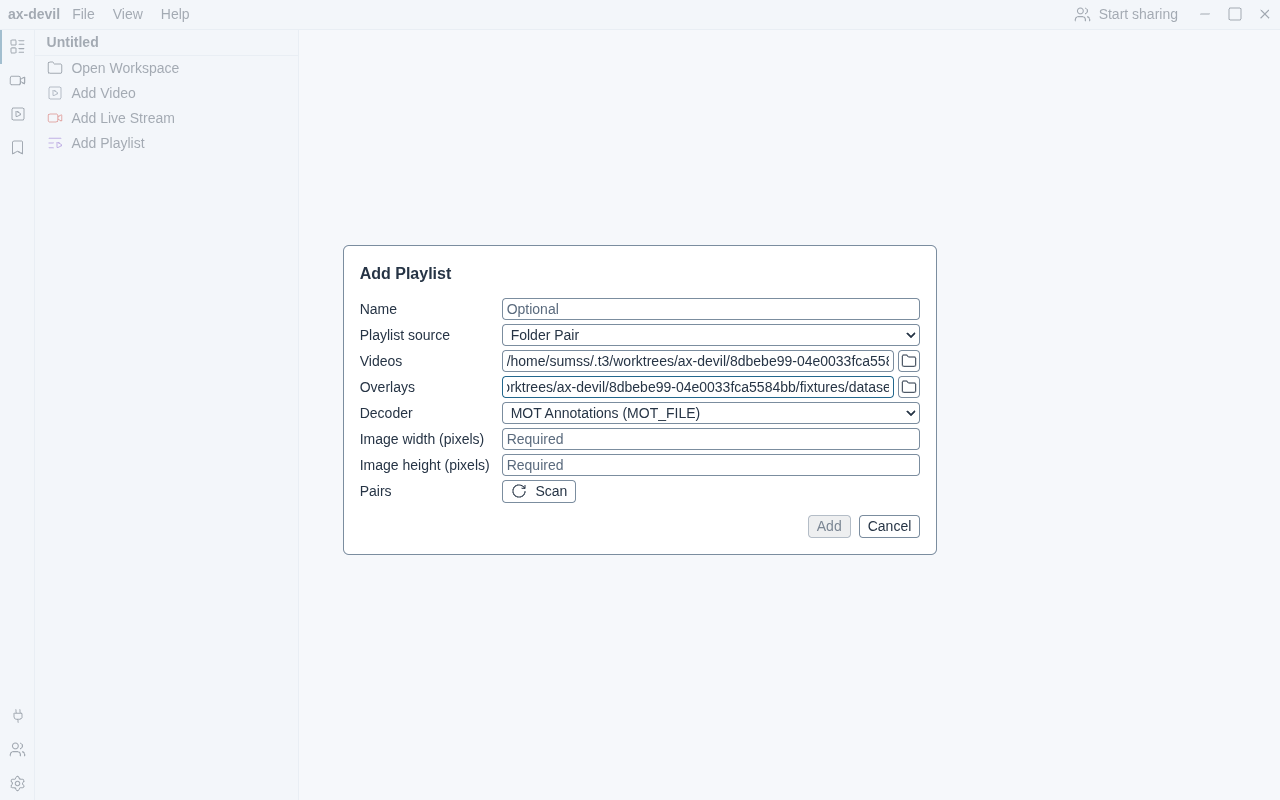 ax-devil File View Help Start sharing
Untitled
Open Workspace
Add Video
Add Live Stream
Add Playlist
Add Playlist
Name Optional
Playlist source Folder Pair
Videos /home/sumss/.t3/worktrees/ax-devil/8dbebe99-04e0033fca558
Overlays orktrees/ax-devil/8dbebe99-04e0033fca5584bb/fixtures/datase
Decoder MOT Annotations (MOT_FILE)
Image width (pixels) Required
Image height (pixels) Required
Pairs Scan
Add Cancel